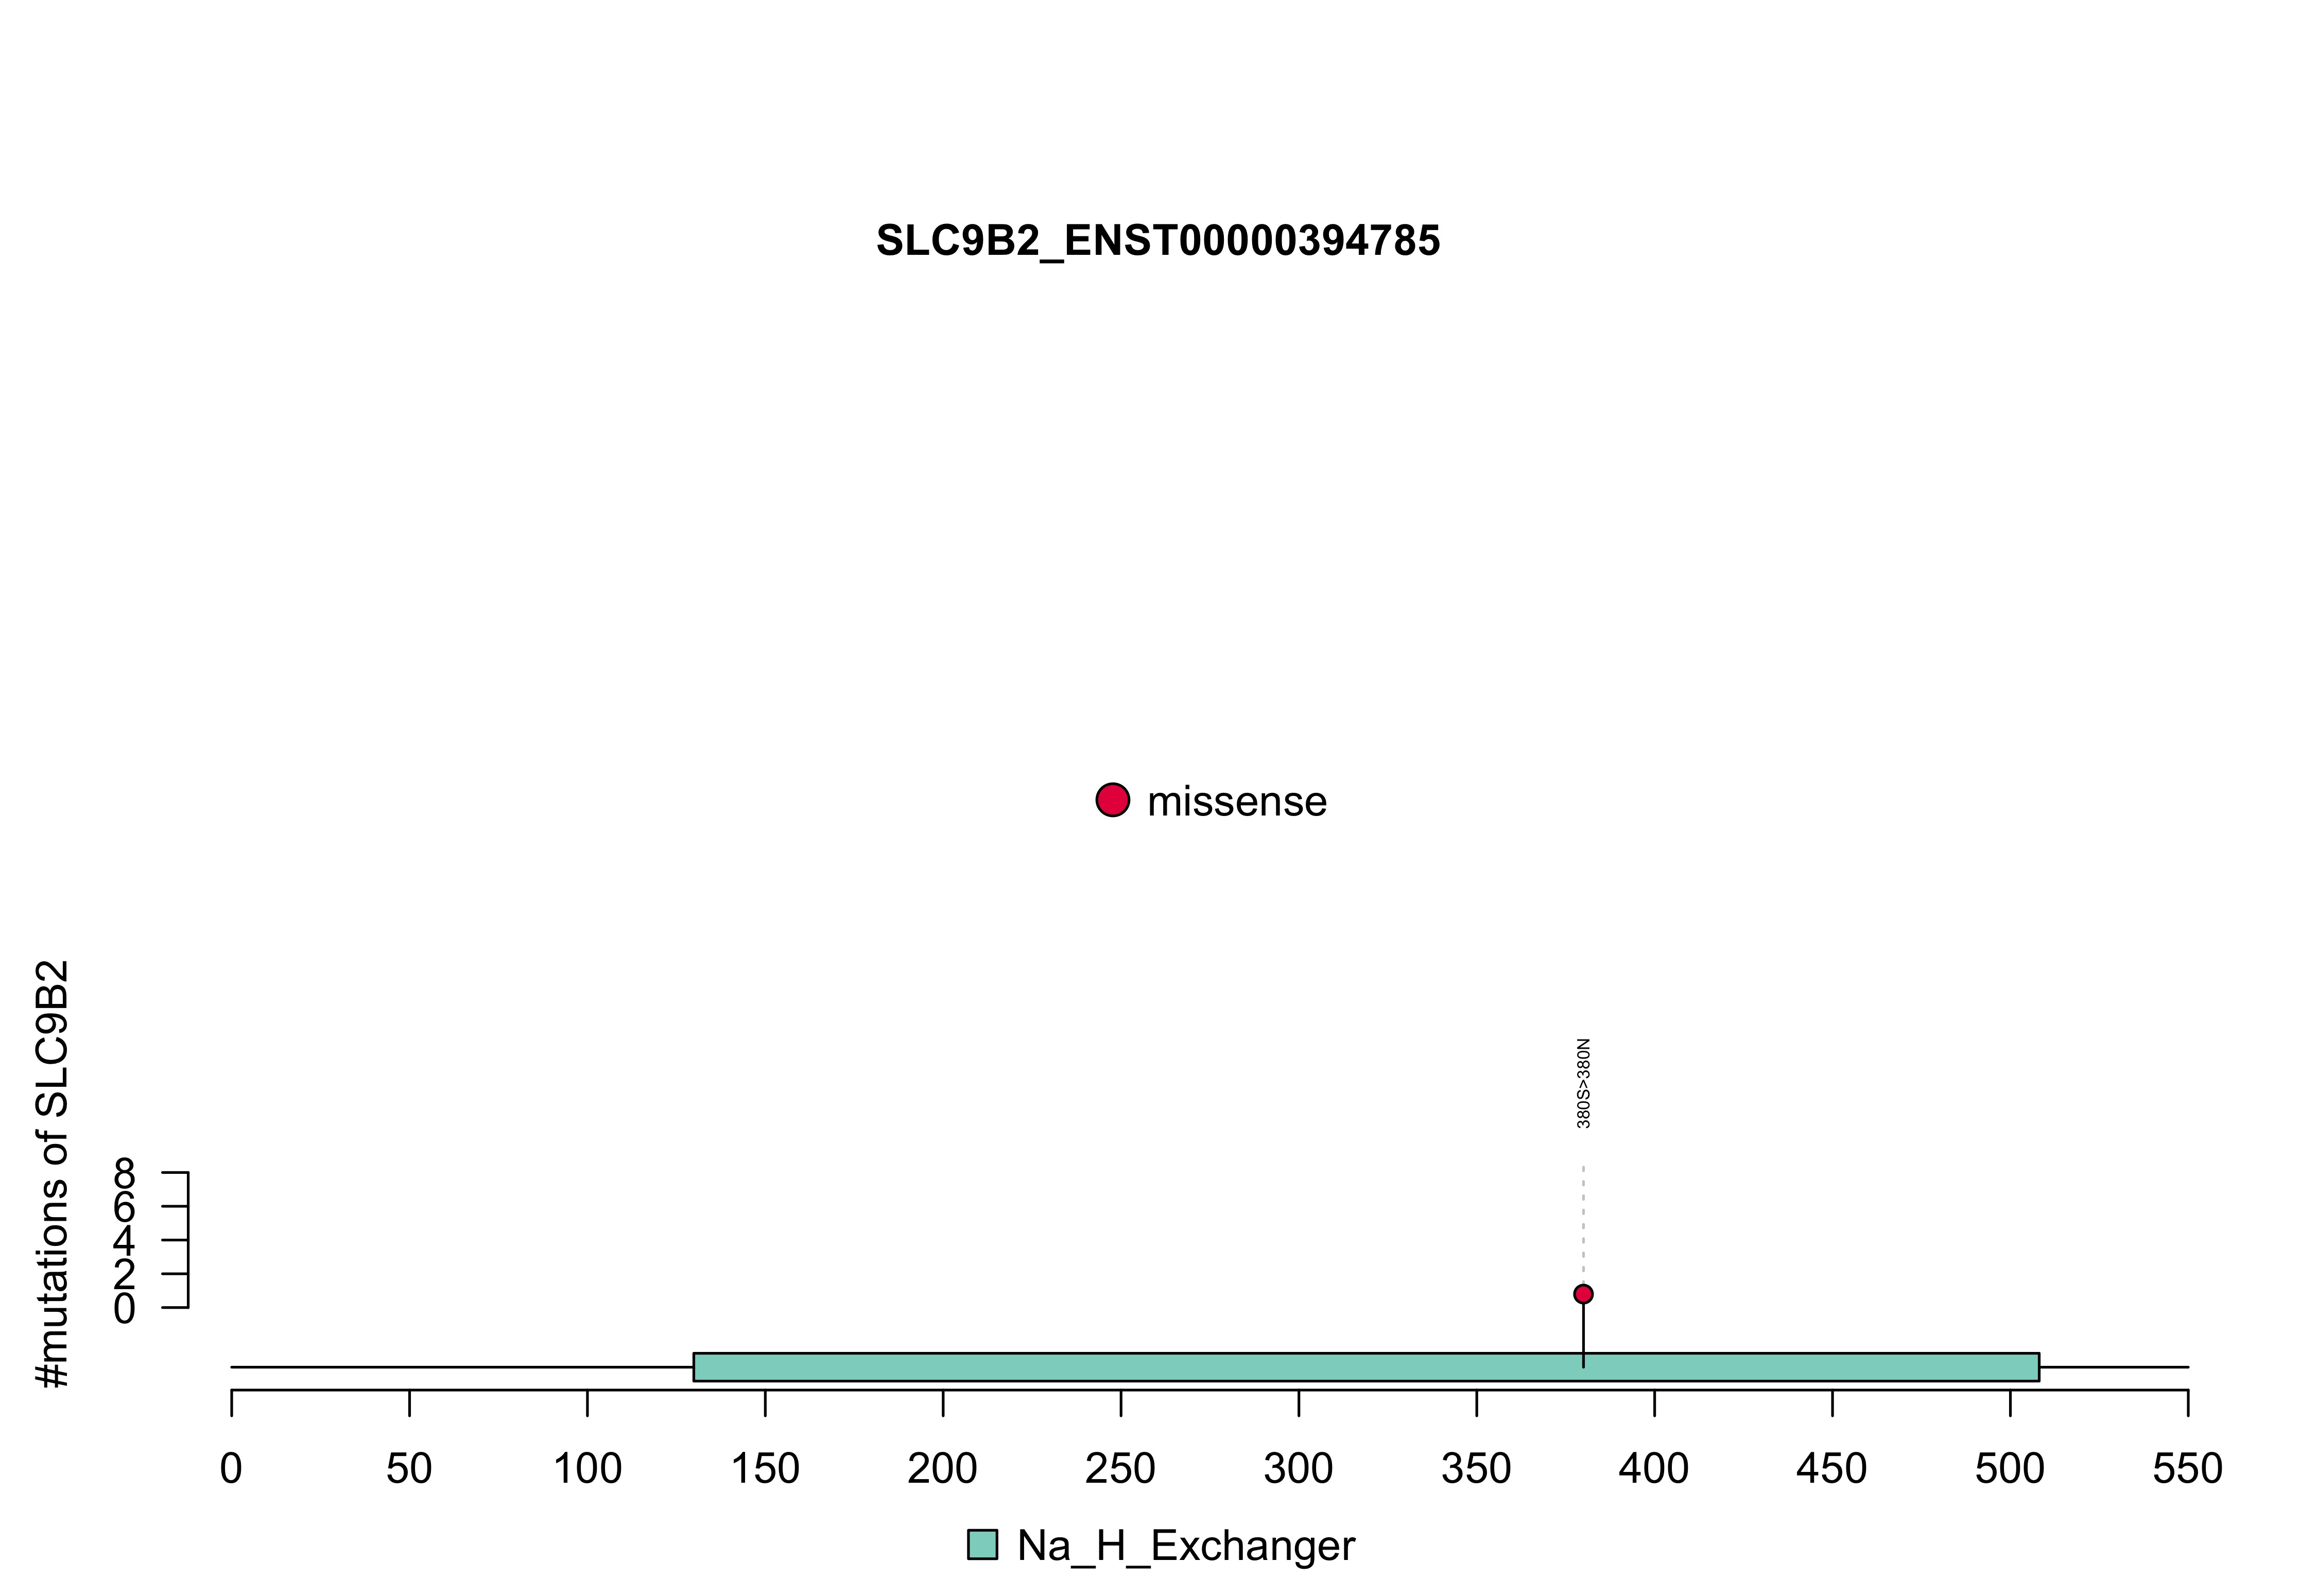 SLC9B2_ENST00000394785
missense
380S>380N
#mutations of SLC9B2
8
6
4
2
0
0 50 100 150 200 250 300 350 400 450 500 550
Na_H_Exchanger